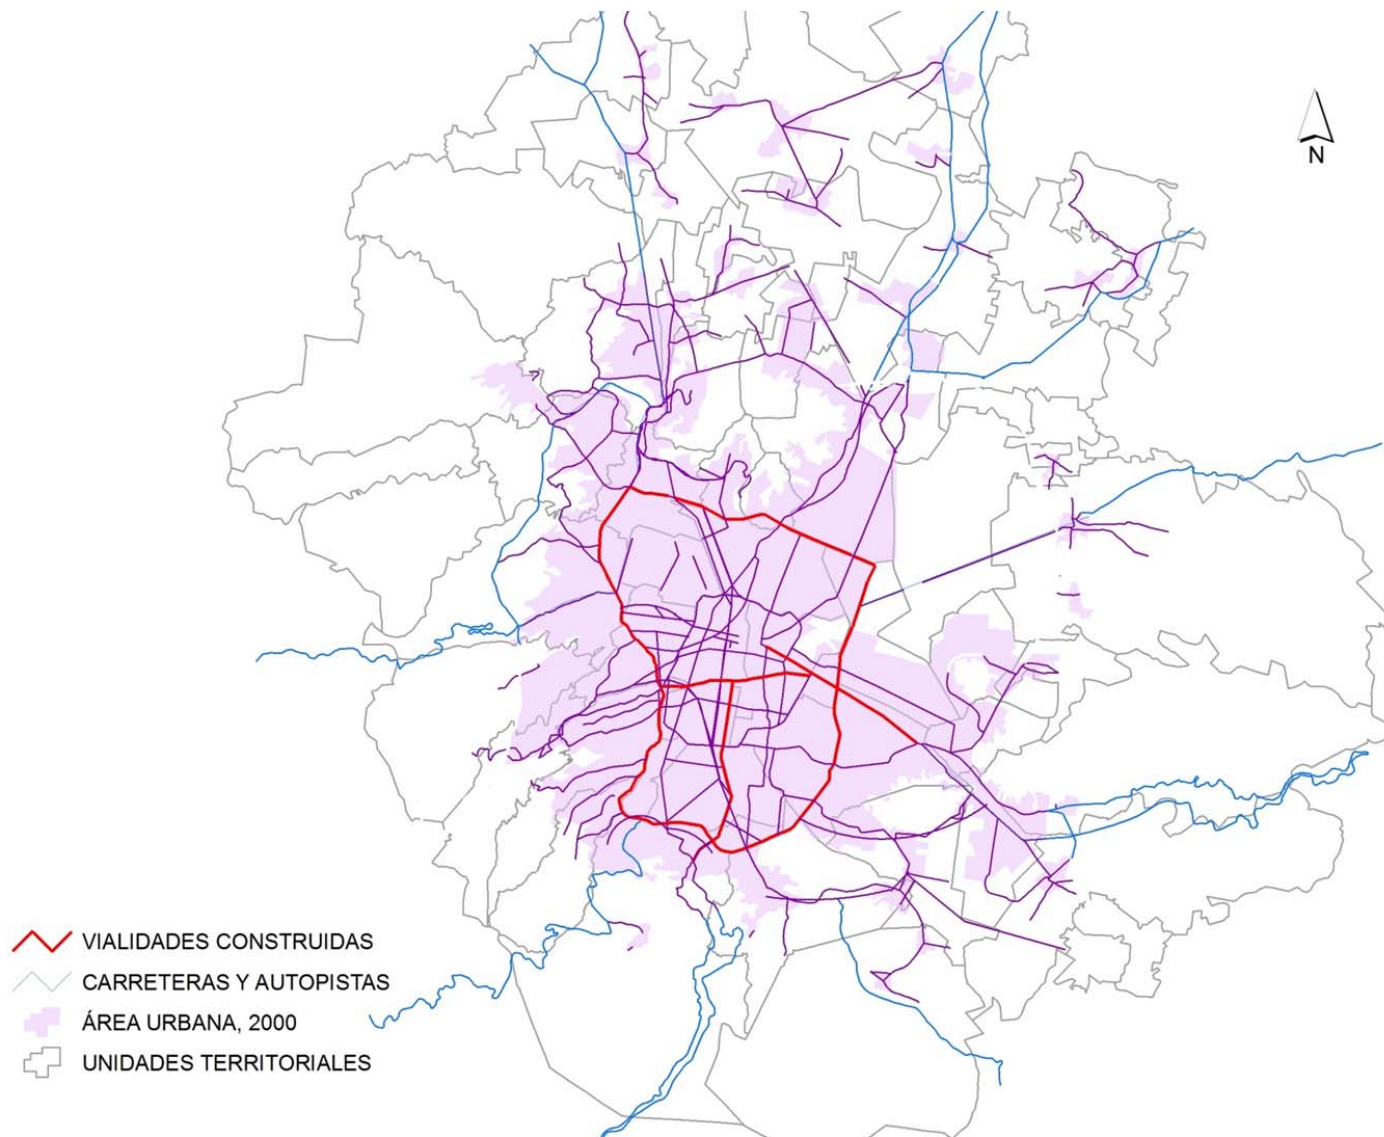 N
VIALIDADES CONSTRUIDAS
CARRETERAS Y AUTOPISTAS
ÁREA URBANA, 2000
UNIDADES TERRITORIALES